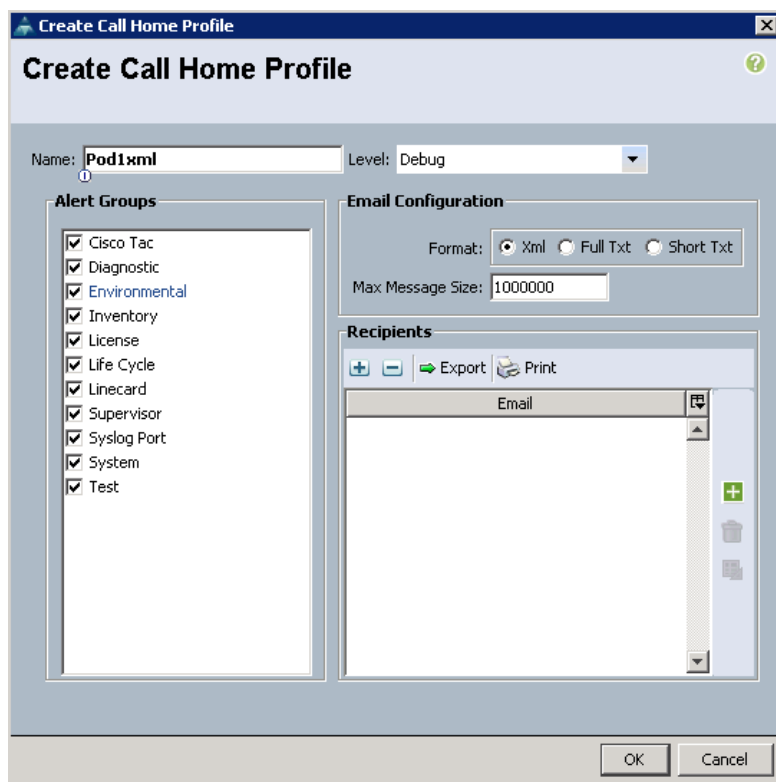 Create Call Home Profile
Create Call Home Profile
Name: Pod1xml Level: Debug
Alert Groups
Cisco Tac
Diagnostic
Environmental
Inventory
License
Life Cycle
Linecard
Supervisor
Syslog Port
System
Test
Email Configuration
Format: Xml Full Txt Short Txt
Max Message Size: 1000000
Recipients
Export Print
Email
OK Cancel